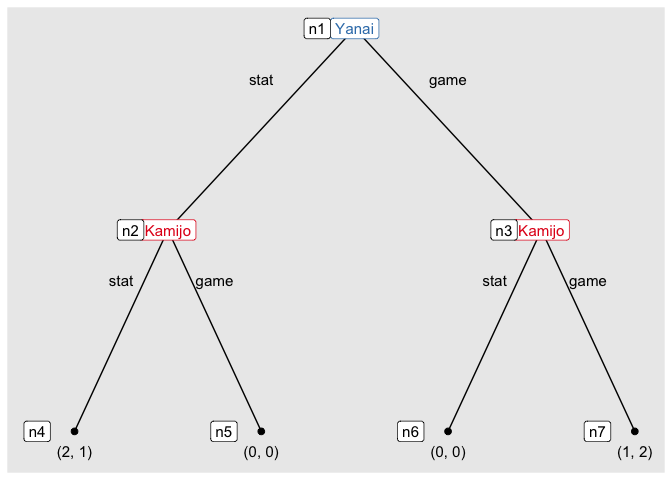 n1 Yanai
stat game
n2 Kamijo n3 Kamijo
stat game stat game
n4 n5 n6 n7
(2, 1) (0, 0) (0, 0) (1, 2)